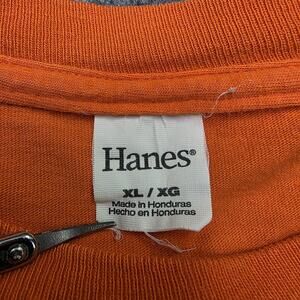 Hanes®
XL / XG
Made in Honduras
Hecho en Honduras